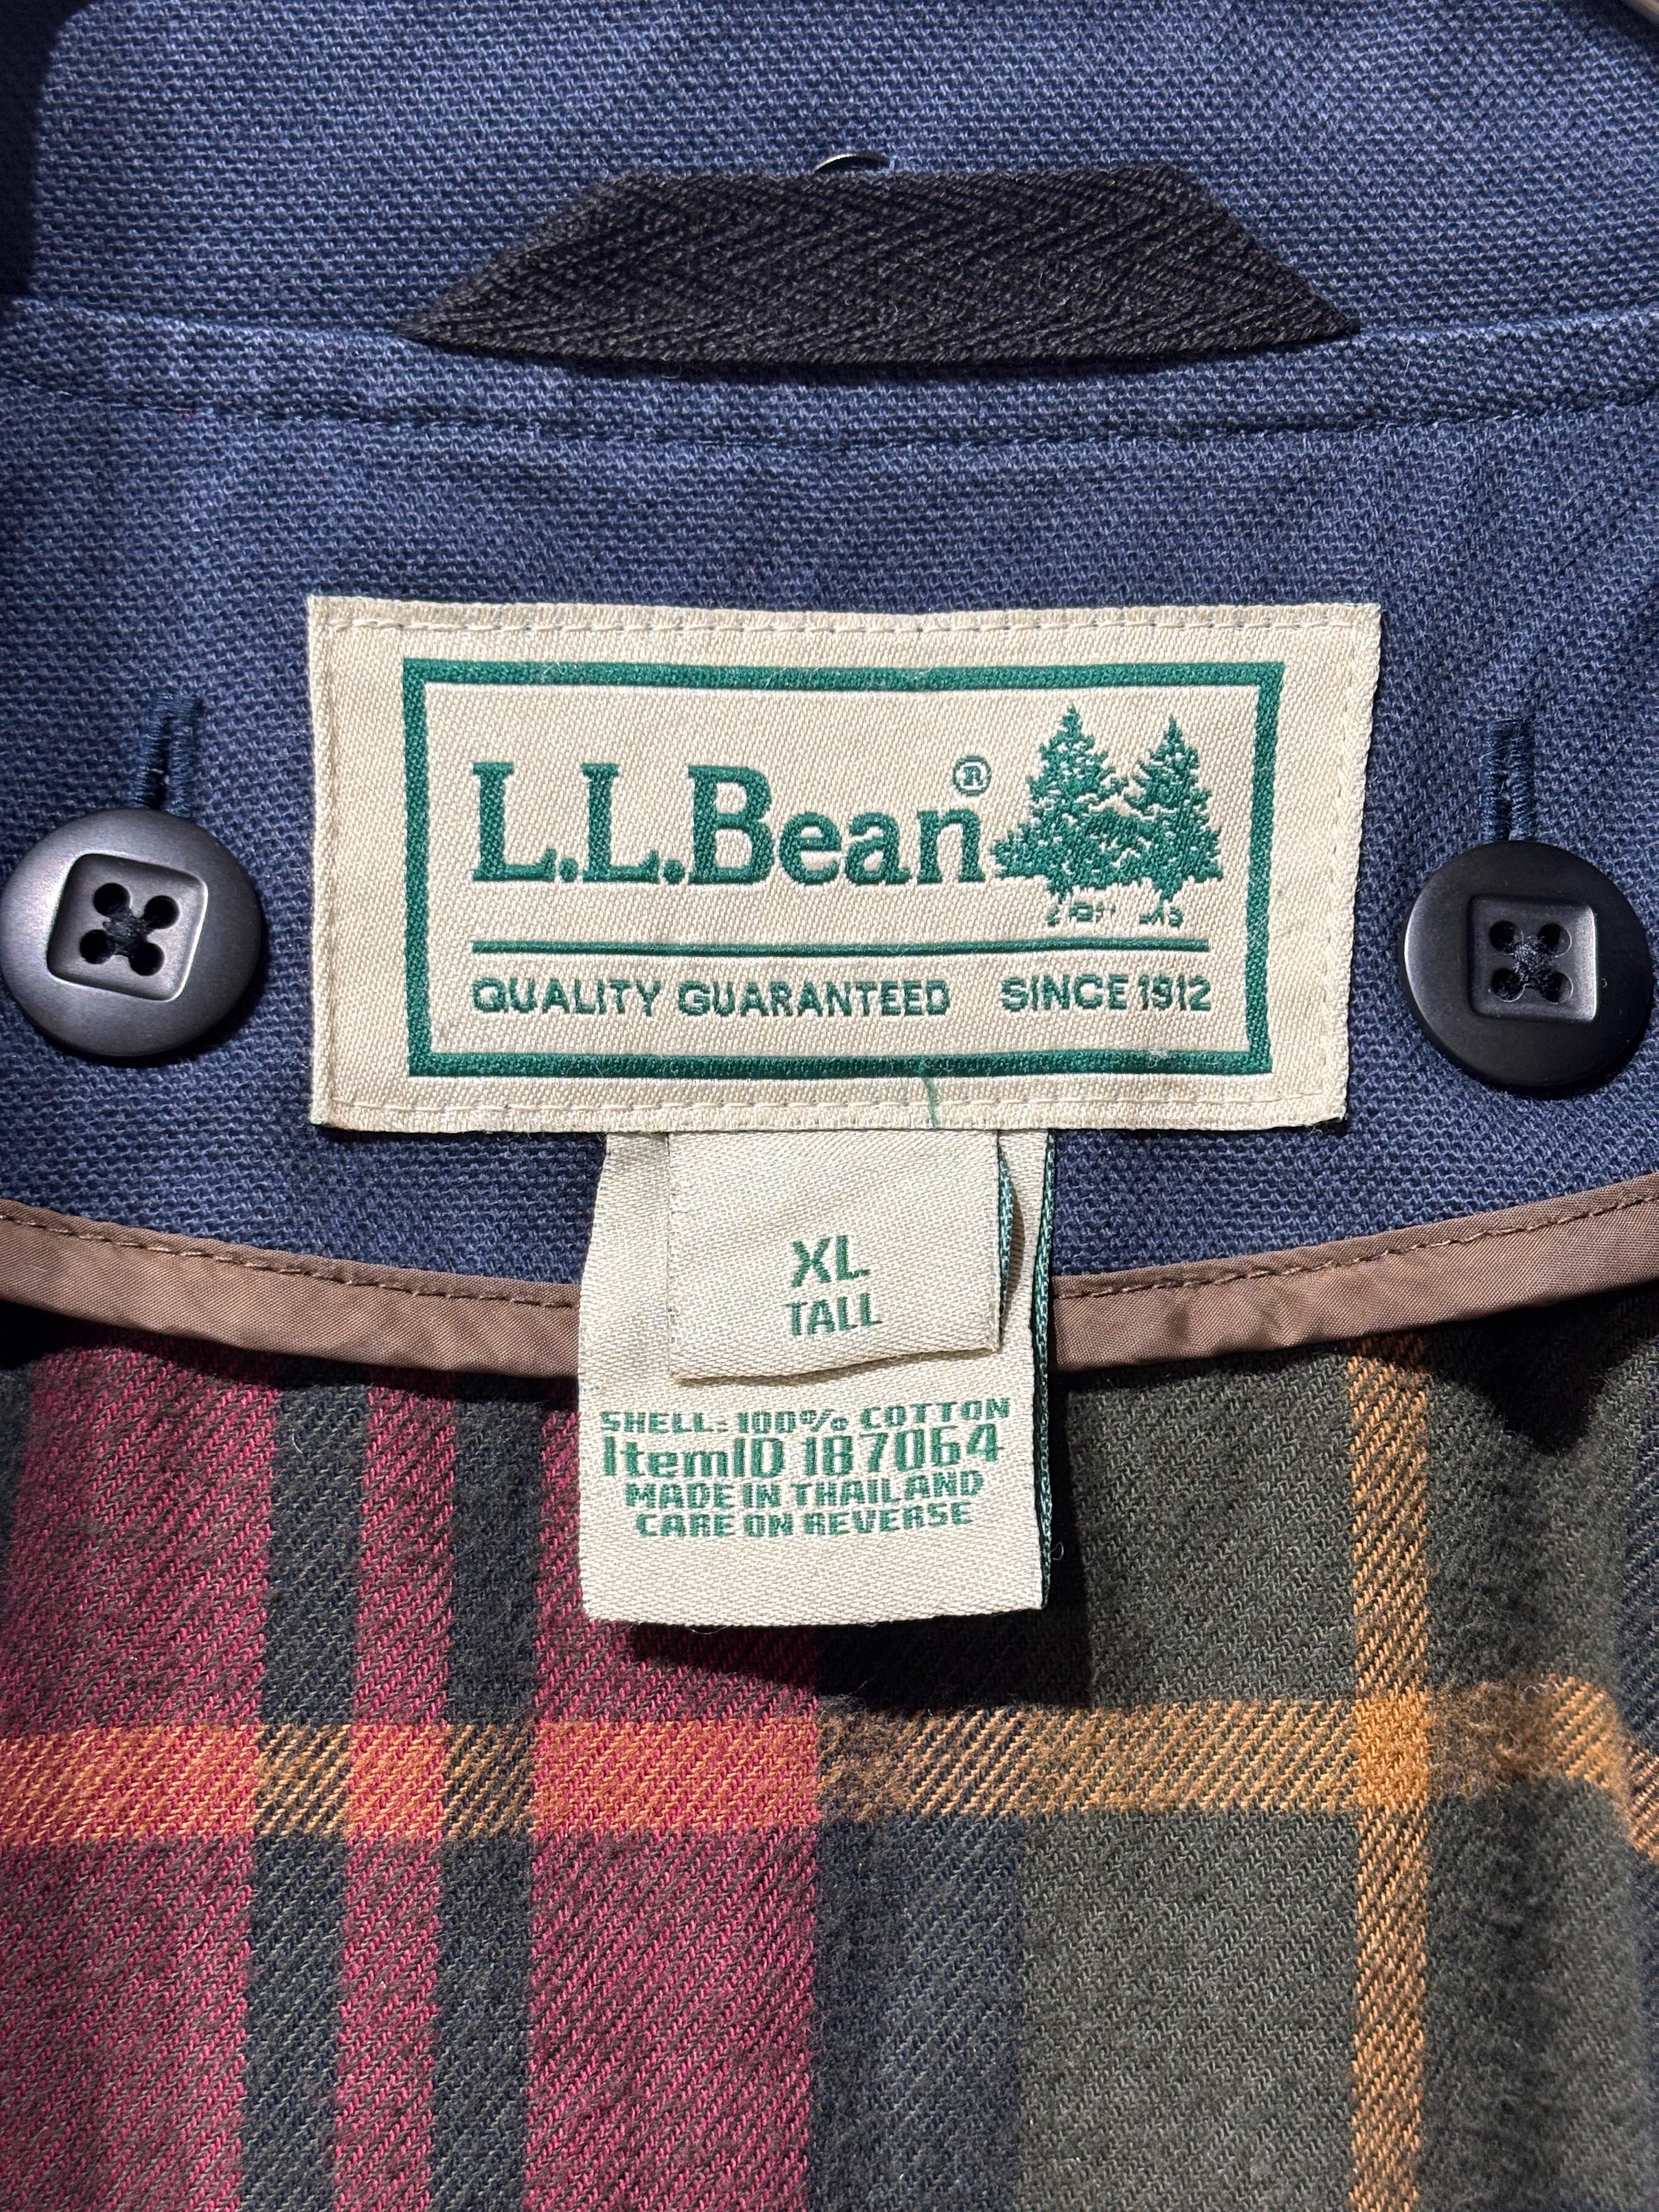 L.L.Bean®
QUALITY GUARANTEED SINCE 1912
XL
TALL
SHELL: 100% COTTON
ItemID 187064
MADE IN THAILAND
CARE ON REVERSE